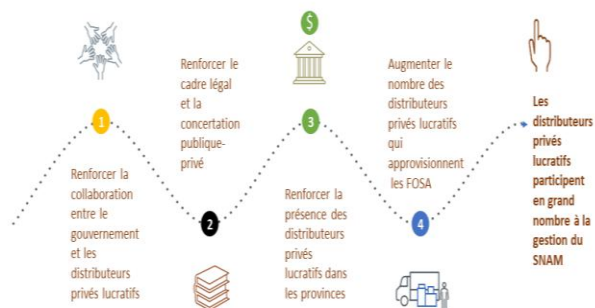 $
1
Renforcer la
collaboration
entre le
gouvernement
et les
distributeurs
privés lucratifs
Renforcer le
cadre légal
et la
concertation
publique-
privé
2
3
Renforcer la
présence des
distributeurs
privés
lucratifs dans
les provinces
Augmenter le
nombre des
distributeurs
privés lucratifs
qui
approvisionnent
les FOSA
4
Les
distributeurs
privés
lucratifs
participent
en grand
nombre à la
gestion du
SNAM